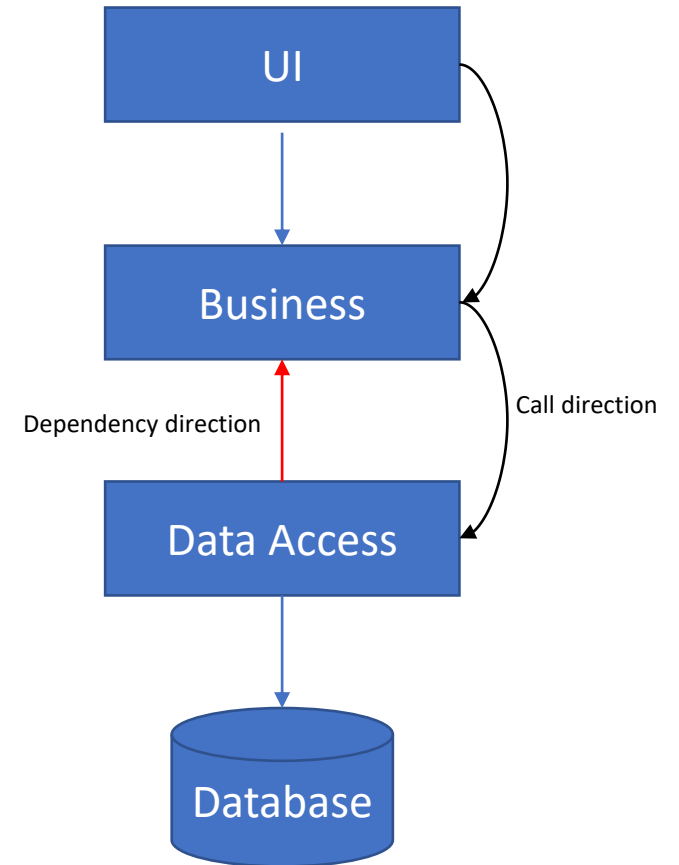 UI
Business
Dependency direction
Call direction
Data Access
Database